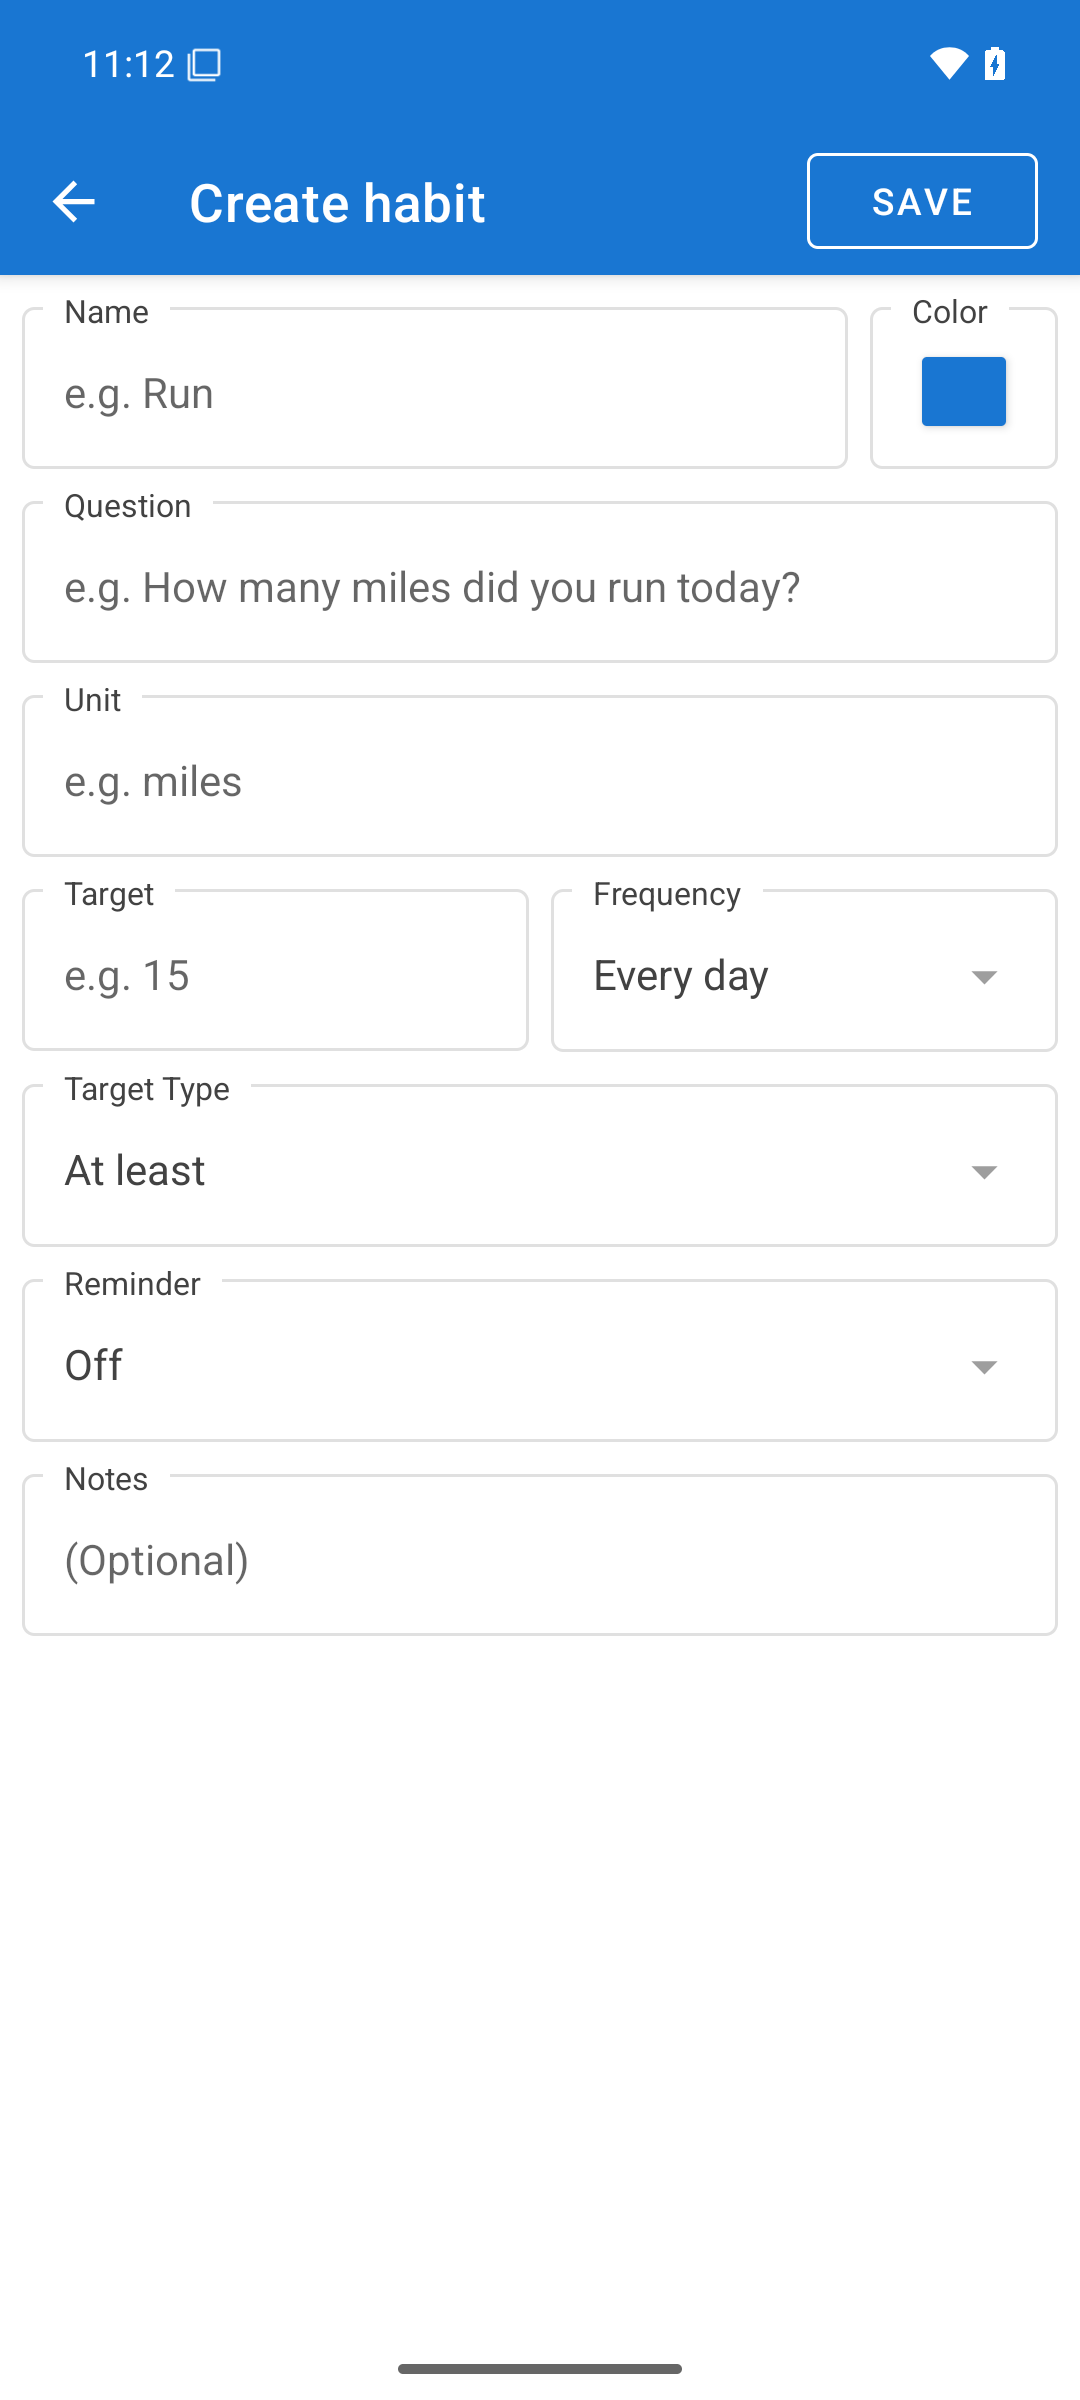 11:12
Create habit
SAVE
Name
Color
e.g. Run
Question
e.g. How many miles did you run today?
Unit
e.g. miles
Target
Frequency
e.g. 15
Every day
Target Type
At least
Reminder
Off
Notes
(Optional)